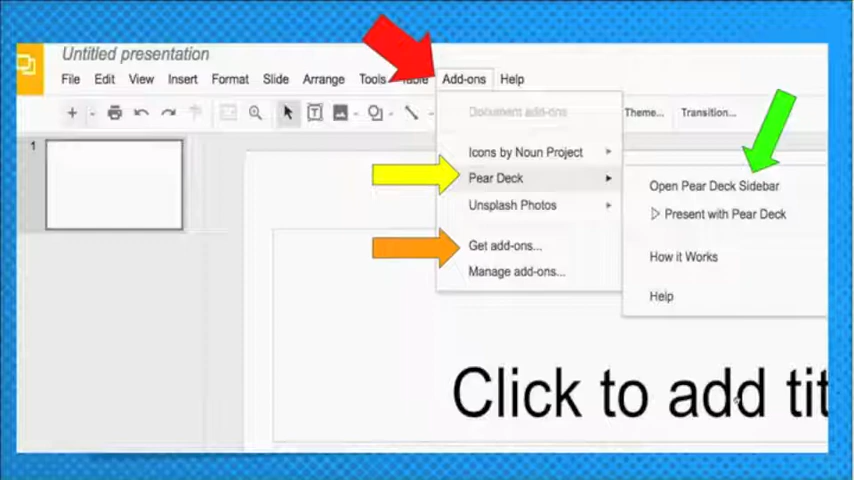 Untitled presentation
File Edit View Insert Format Slide Arrange Tools Table Add-ons Help
Theme... Transition...
Document add-ons
1
Icons by Noun Project
Pear Deck
Unsplash Photos
Get add-ons...
Manage add-ons...
Open Pear Deck Sidebar
Present with Pear Deck
How it Works
Help
Click to add tit